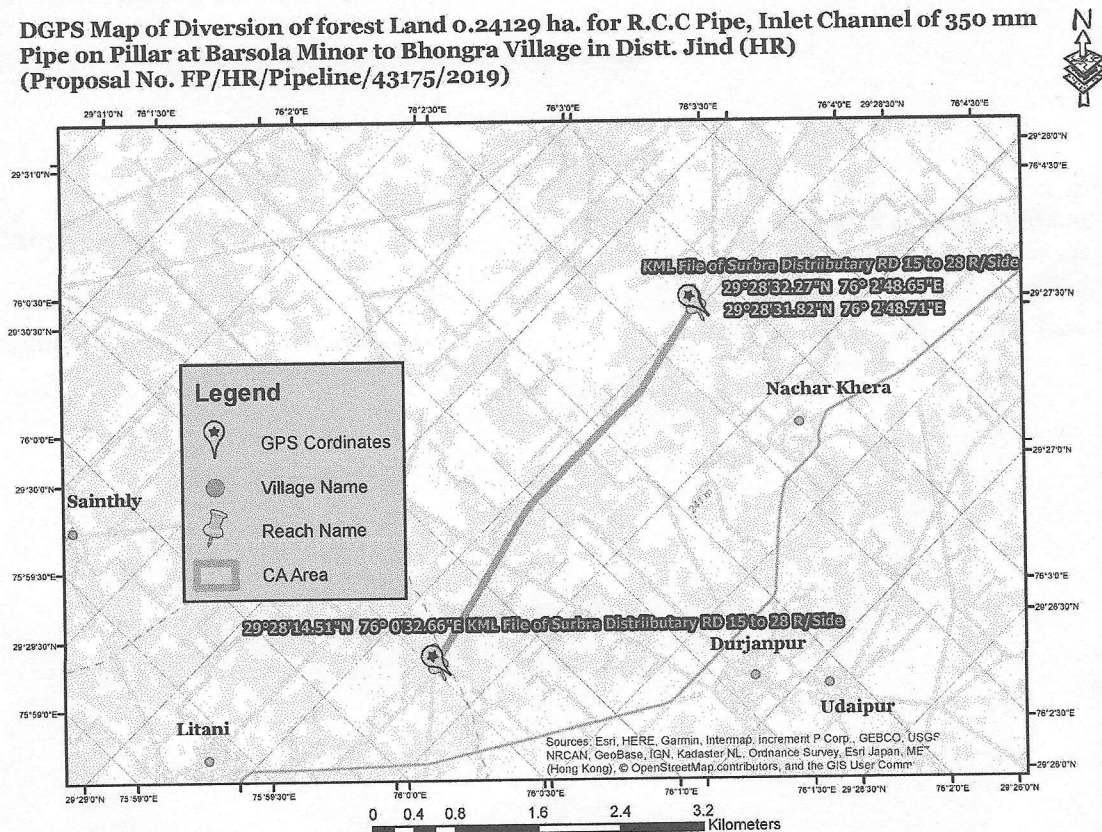 DGPS Map of Diversion of forest Land 0.24129 ha. for R.C.C Pipe, Inlet Channel of 350 mm
Pipe on Pillar at Barsola Minor to Bhongra Village in Distt. Jind (HR)
(Proposal No. FP/HR/Pipeline/43175/2019)
N
29°31'0"N 76°1'30"E 76°2'0"E 76°2'30"E 76°3'0"E 76°3'30"E 76°4'0"E 29°28'30"N 76°4'30"E
29°28'0"N
76°4'30"E
29°31'0"N
KML File of Surbra Distriibutary RD 15 to 28 R/Side
29°28'32.27"N 76° 2'48.65"E
29°28'31.82"N 76° 2'48.71"E
29°27'30"N
76°0'30"E
29°30'30"N
Legend
GPS Cordinates
Village Name
Reach Name
CA Area
Nachar Khera
76°0'0"E
29°27'0"N
29°30'0"N
Sainthly
241 m
75°59'30"E
76°3'0"E
29°26'30"N
29°28'14.51"N 76° 0'32.66"E KML File of Surbra Distriibutary RD 15 to 28 R/Side
29°29'30"N
Durjanpur
Udaipur
75°59'0"E
76°2'30"E
Litani
Sources: Esri, HERE, Garmin, Intermap, increment P Corp., GEBCO, USGS
NRCAN, GeoBase, IGN, Kadaster NL, Ordnance Survey, Esri Japan, ME
(Hong Kong), © OpenStreetMap contributors, and the GIS User Comm
29°26'0"N
29°29'0"N 75°59'0"E 75°59'30"E 76°0'0"E 76°0'30"E 76°1'0"E 76°1'30"E 29°26'30"N 76°2'0"E 29°26'0"N
0 0.4 0.8 1.6 2.4 3.2
Kilometers